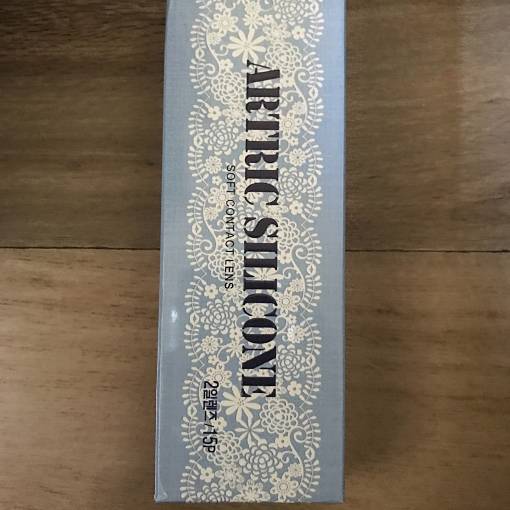 ARTRIC SILICONE
SOFT CONTACT LENS
2일렌즈/15P